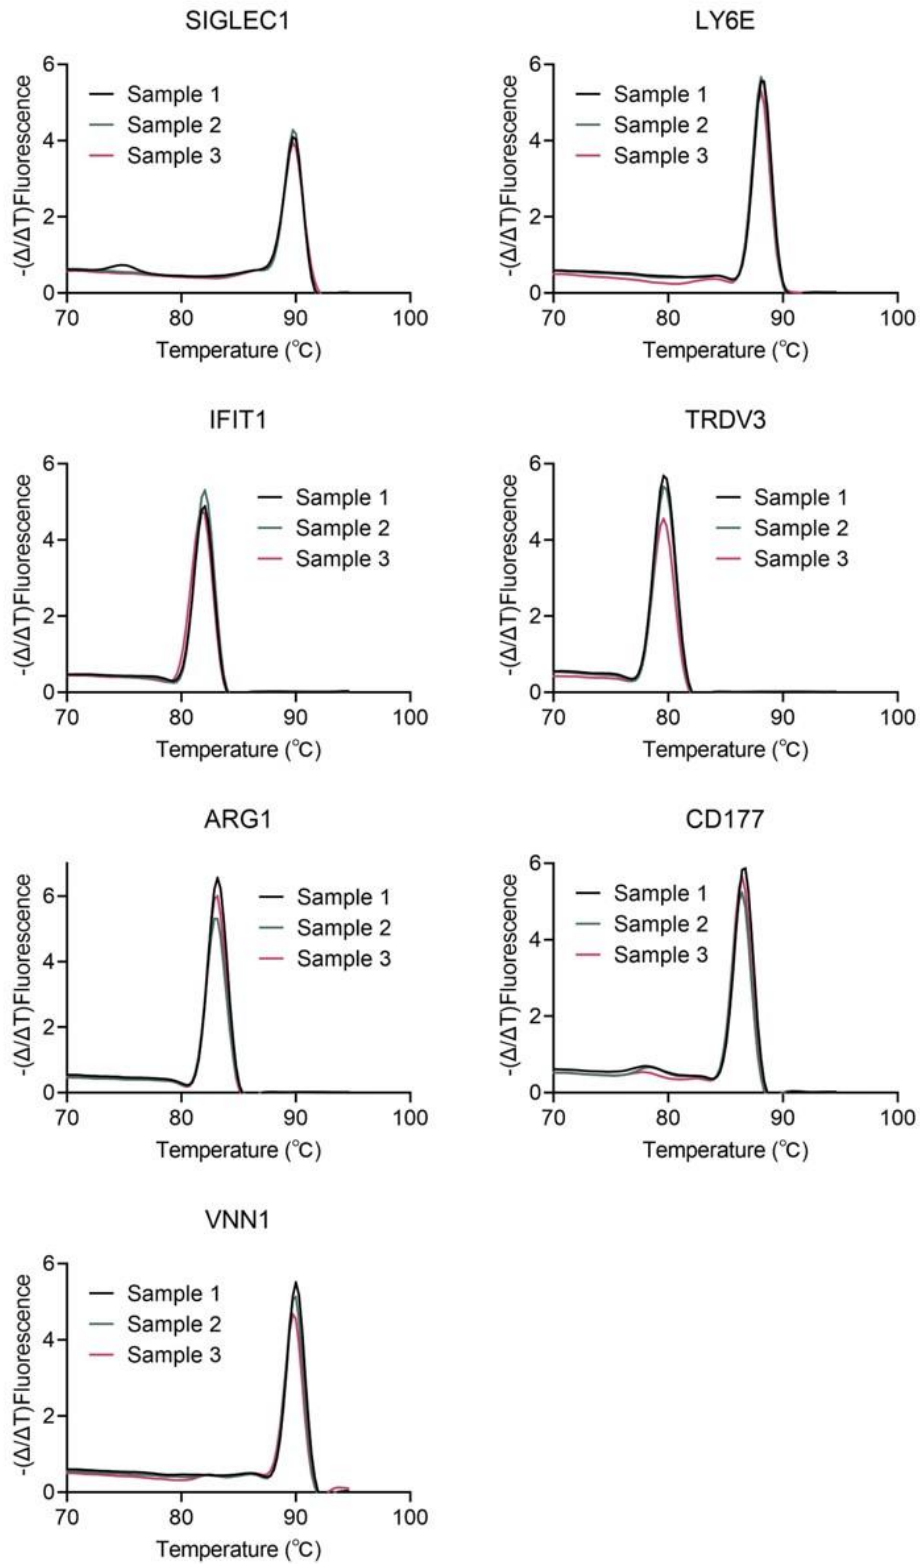 SIGLEC1
-(Δ/ΔT)Fluorescence
6
4
2
0
Sample 1
Sample 2
Sample 3
70 80 90 100
Temperature (°C)
LY6E
-(Δ/ΔT)Fluorescence
6
4
2
0
Sample 1
Sample 2
Sample 3
70 80 90 100
Temperature (°C)
IFIT1
-(Δ/ΔT)Fluorescence
6
4
2
0
Sample 1
Sample 2
Sample 3
70 80 90 100
Temperature (°C)
TRDV3
-(Δ/ΔT)Fluorescence
6
4
2
0
Sample 1
Sample 2
Sample 3
70 80 90 100
Temperature (°C)
ARG1
-(Δ/ΔT)Fluorescence
6
4
2
0
Sample 1
Sample 2
Sample 3
70 80 90 100
Temperature (°C)
CD177
-(Δ/ΔT)Fluorescence
6
4
2
0
Sample 1
Sample 2
Sample 3
70 80 90 100
Temperature (°C)
VNN1
-(Δ/ΔT)Fluorescence
6
4
2
0
Sample 1
Sample 2
Sample 3
70 80 90 100
Temperature (°C)